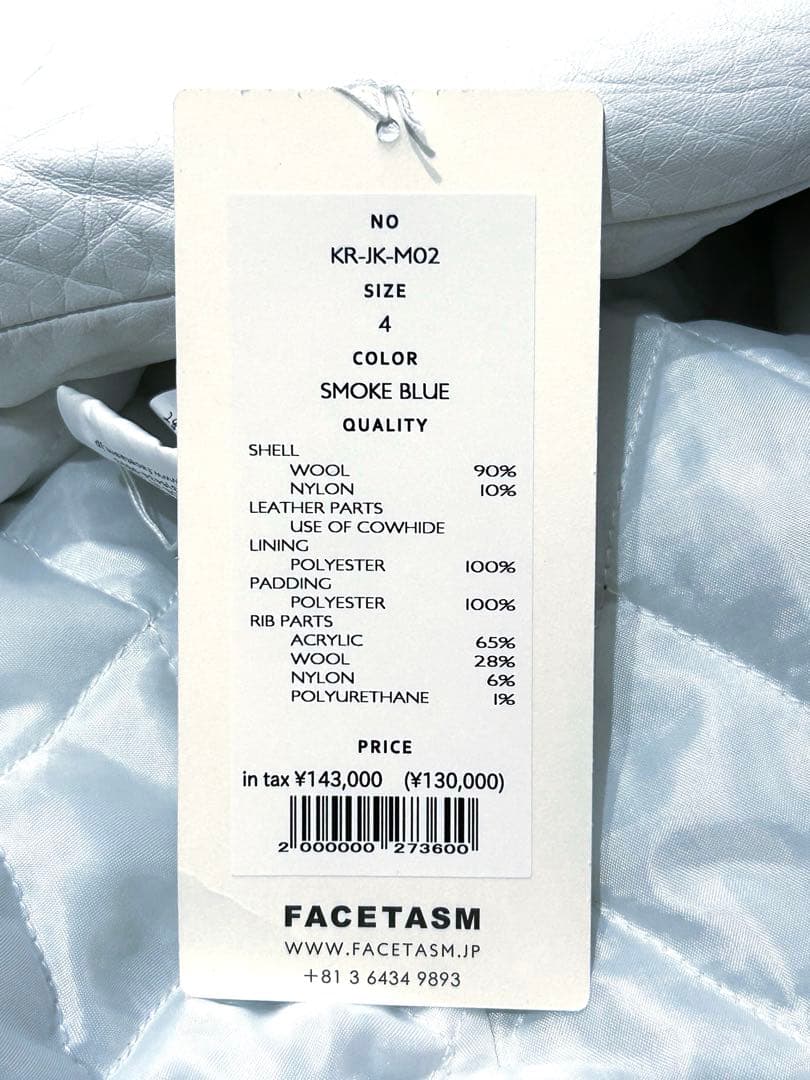 NO
KR-JK-M02
SIZE
4
COLOR
SMOKE BLUE
QUALITY
SHELL
WOOL 90%
NYLON 10%
LEATHER PARTS
USE OF COWHIDE
LINING
POLYESTER 100%
PADDING
POLYESTER 100%
RIB PARTS
ACRYLIC 65%
WOOL 28%
NYLON 6%
POLYURETHANE 1%
PRICE
in tax ¥143,000 (¥130,000)
2 000000 273600
FACETASM
WWW.FACETASM.JP
+81 3 6434 9893